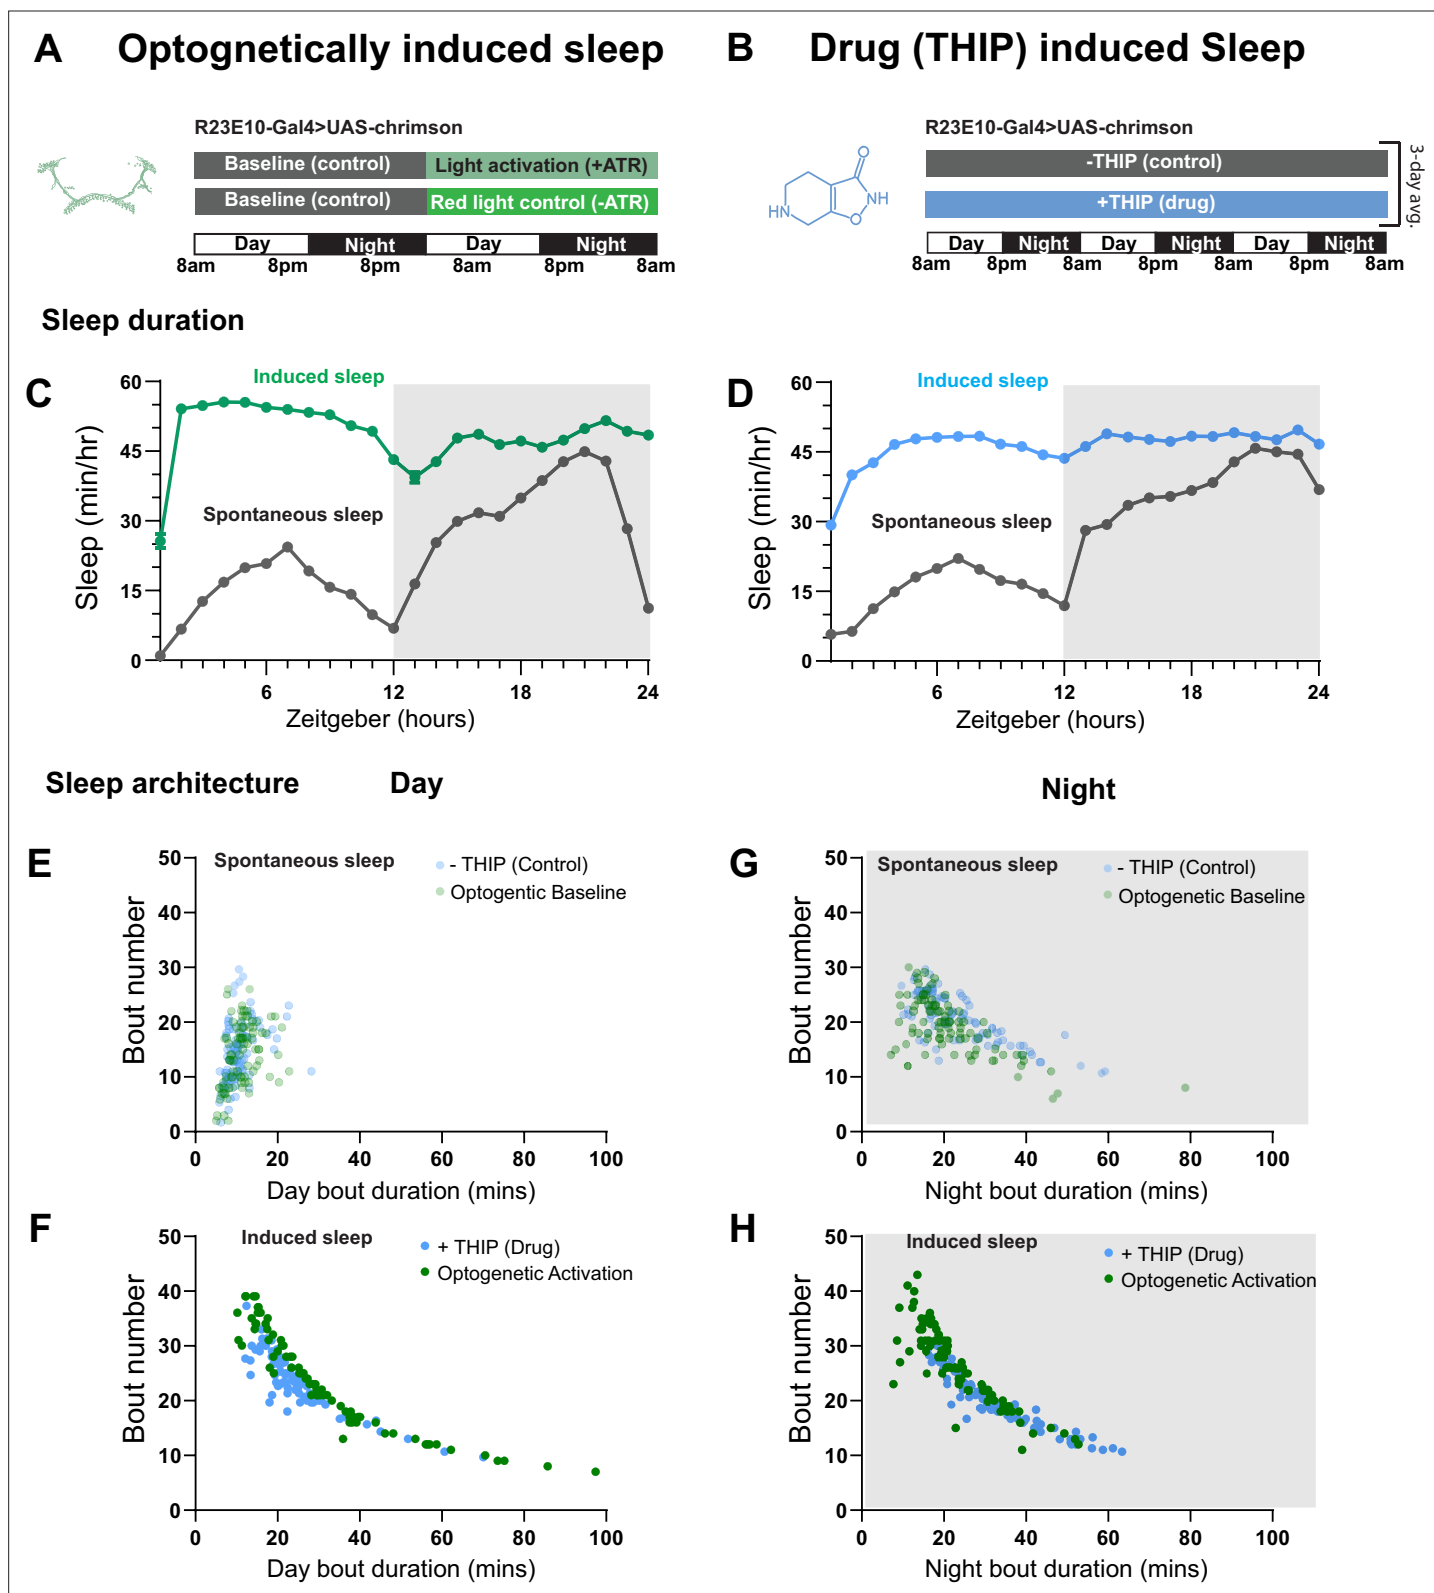 A Optognetically induced sleep
B Drug (THIP) induced Sleep
R23E10-Gal4>UAS-chrimson
Baseline (control) Light activation (+ATR)
Baseline (control) Red light control (-ATR)
Day Night Day Night
8am 8pm 8pm 8am 8pm 8am
R23E10-Gal4>UAS-chrimson
-THIP (control)
+THIP (drug)
3-day avg.
Day Night Day Night Day Night
8am 8pm 8am 8pm 8am 8pm 8am
O
NH
O
HN
Sleep duration
C
Induced sleep
Spontaneous sleep
Sleep (min/hr)
60
45
30
15
0
6 12 18 24
Zeitgeber (hours)
D
Induced sleep
Spontaneous sleep
Sleep (min/hr)
60
45
30
15
0
6 12 18 24
Zeitgeber (hours)
Sleep architecture Day
Night
E
Spontaneous sleep
- THIP (Control)
Optogentic Baseline
Bout number
50
40
30
20
10
0
0 20 40 60 80 100
Day bout duration (mins)
G
Spontaneous sleep
- THIP (Control)
Optogenetic Baseline
Bout number
50
40
30
20
10
0
0 20 40 60 80 100
Night bout duration (mins)
F
Induced sleep
+ THIP (Drug)
Optogenetic Activation
Bout number
50
40
30
20
10
0
0 20 40 60 80 100
Day bout duration (mins)
H
Induced sleep
+ THIP (Drug)
Optogenetic Activation
Bout number
50
40
30
20
10
0
0 20 40 60 80 100
Night bout duration (mins)